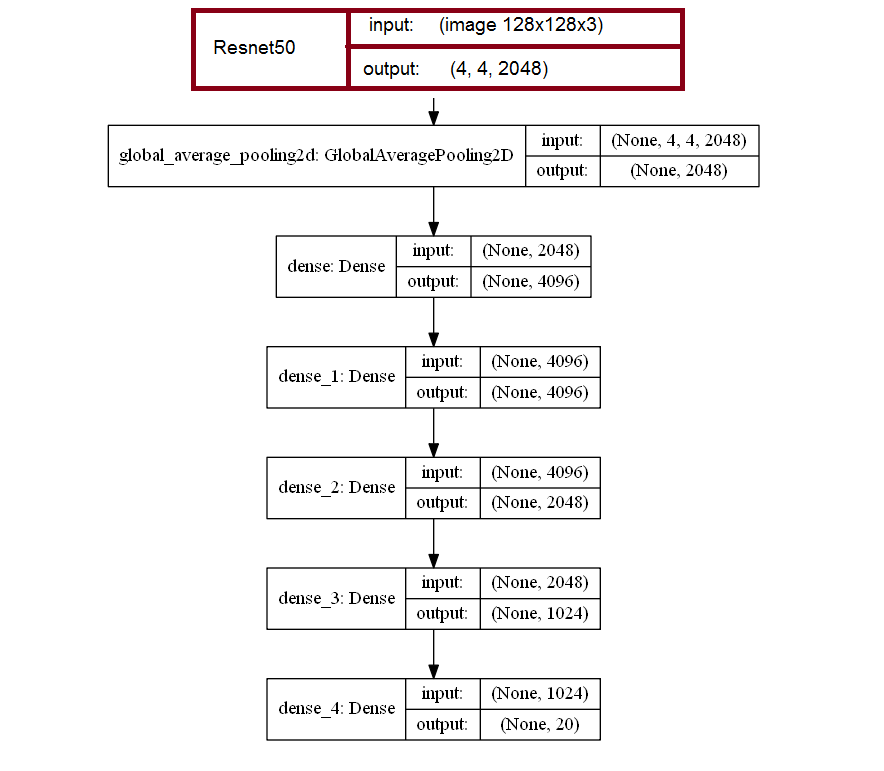 Resnet50
input: (image 128x128x3)
output: (4, 4, 2048)
global_average_pooling2d: GlobalAveragePooling2D
input: (None, 4, 4, 2048)
output: (None, 2048)
dense: Dense
input: (None, 2048)
output: (None, 4096)
dense_1: Dense
input: (None, 4096)
output: (None, 4096)
dense_2: Dense
input: (None, 4096)
output: (None, 2048)
dense_3: Dense
input: (None, 2048)
output: (None, 1024)
dense_4: Dense
input: (None, 1024)
output: (None, 20)